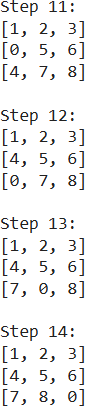 Step 11:
[1, 2, 3]
[0, 5, 6]
[4, 7, 8]
Step 12:
[1, 2, 3]
[4, 5, 6]
[0, 7, 8]
Step 13:
[1, 2, 3]
[4, 5, 6]
[7, 0, 8]
Step 14:
[1, 2, 3]
[4, 5, 6]
[7, 8, 0]